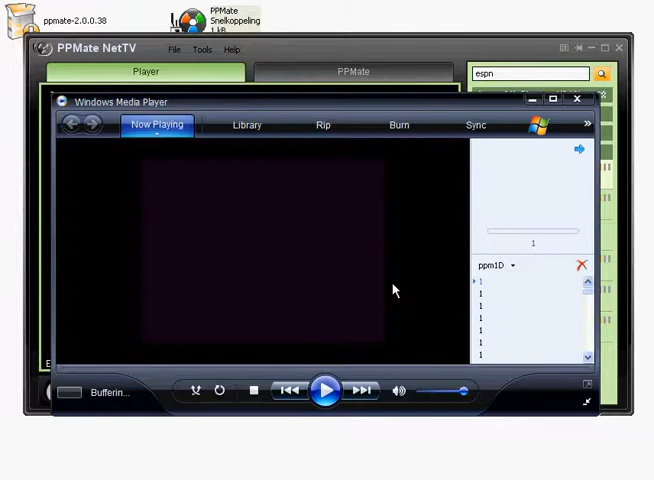 ppmate-2.0.0.38
PPMate
Snelkoppeling
1 kB
PPMate NetTV
File
Tools
Help
Player
PPMate
espn
Windows Media Player
Now Playing
Library
Rip
Burn
Sync
»
1
ppm1D
1
1
1
1
1
1
1
Bufferin...